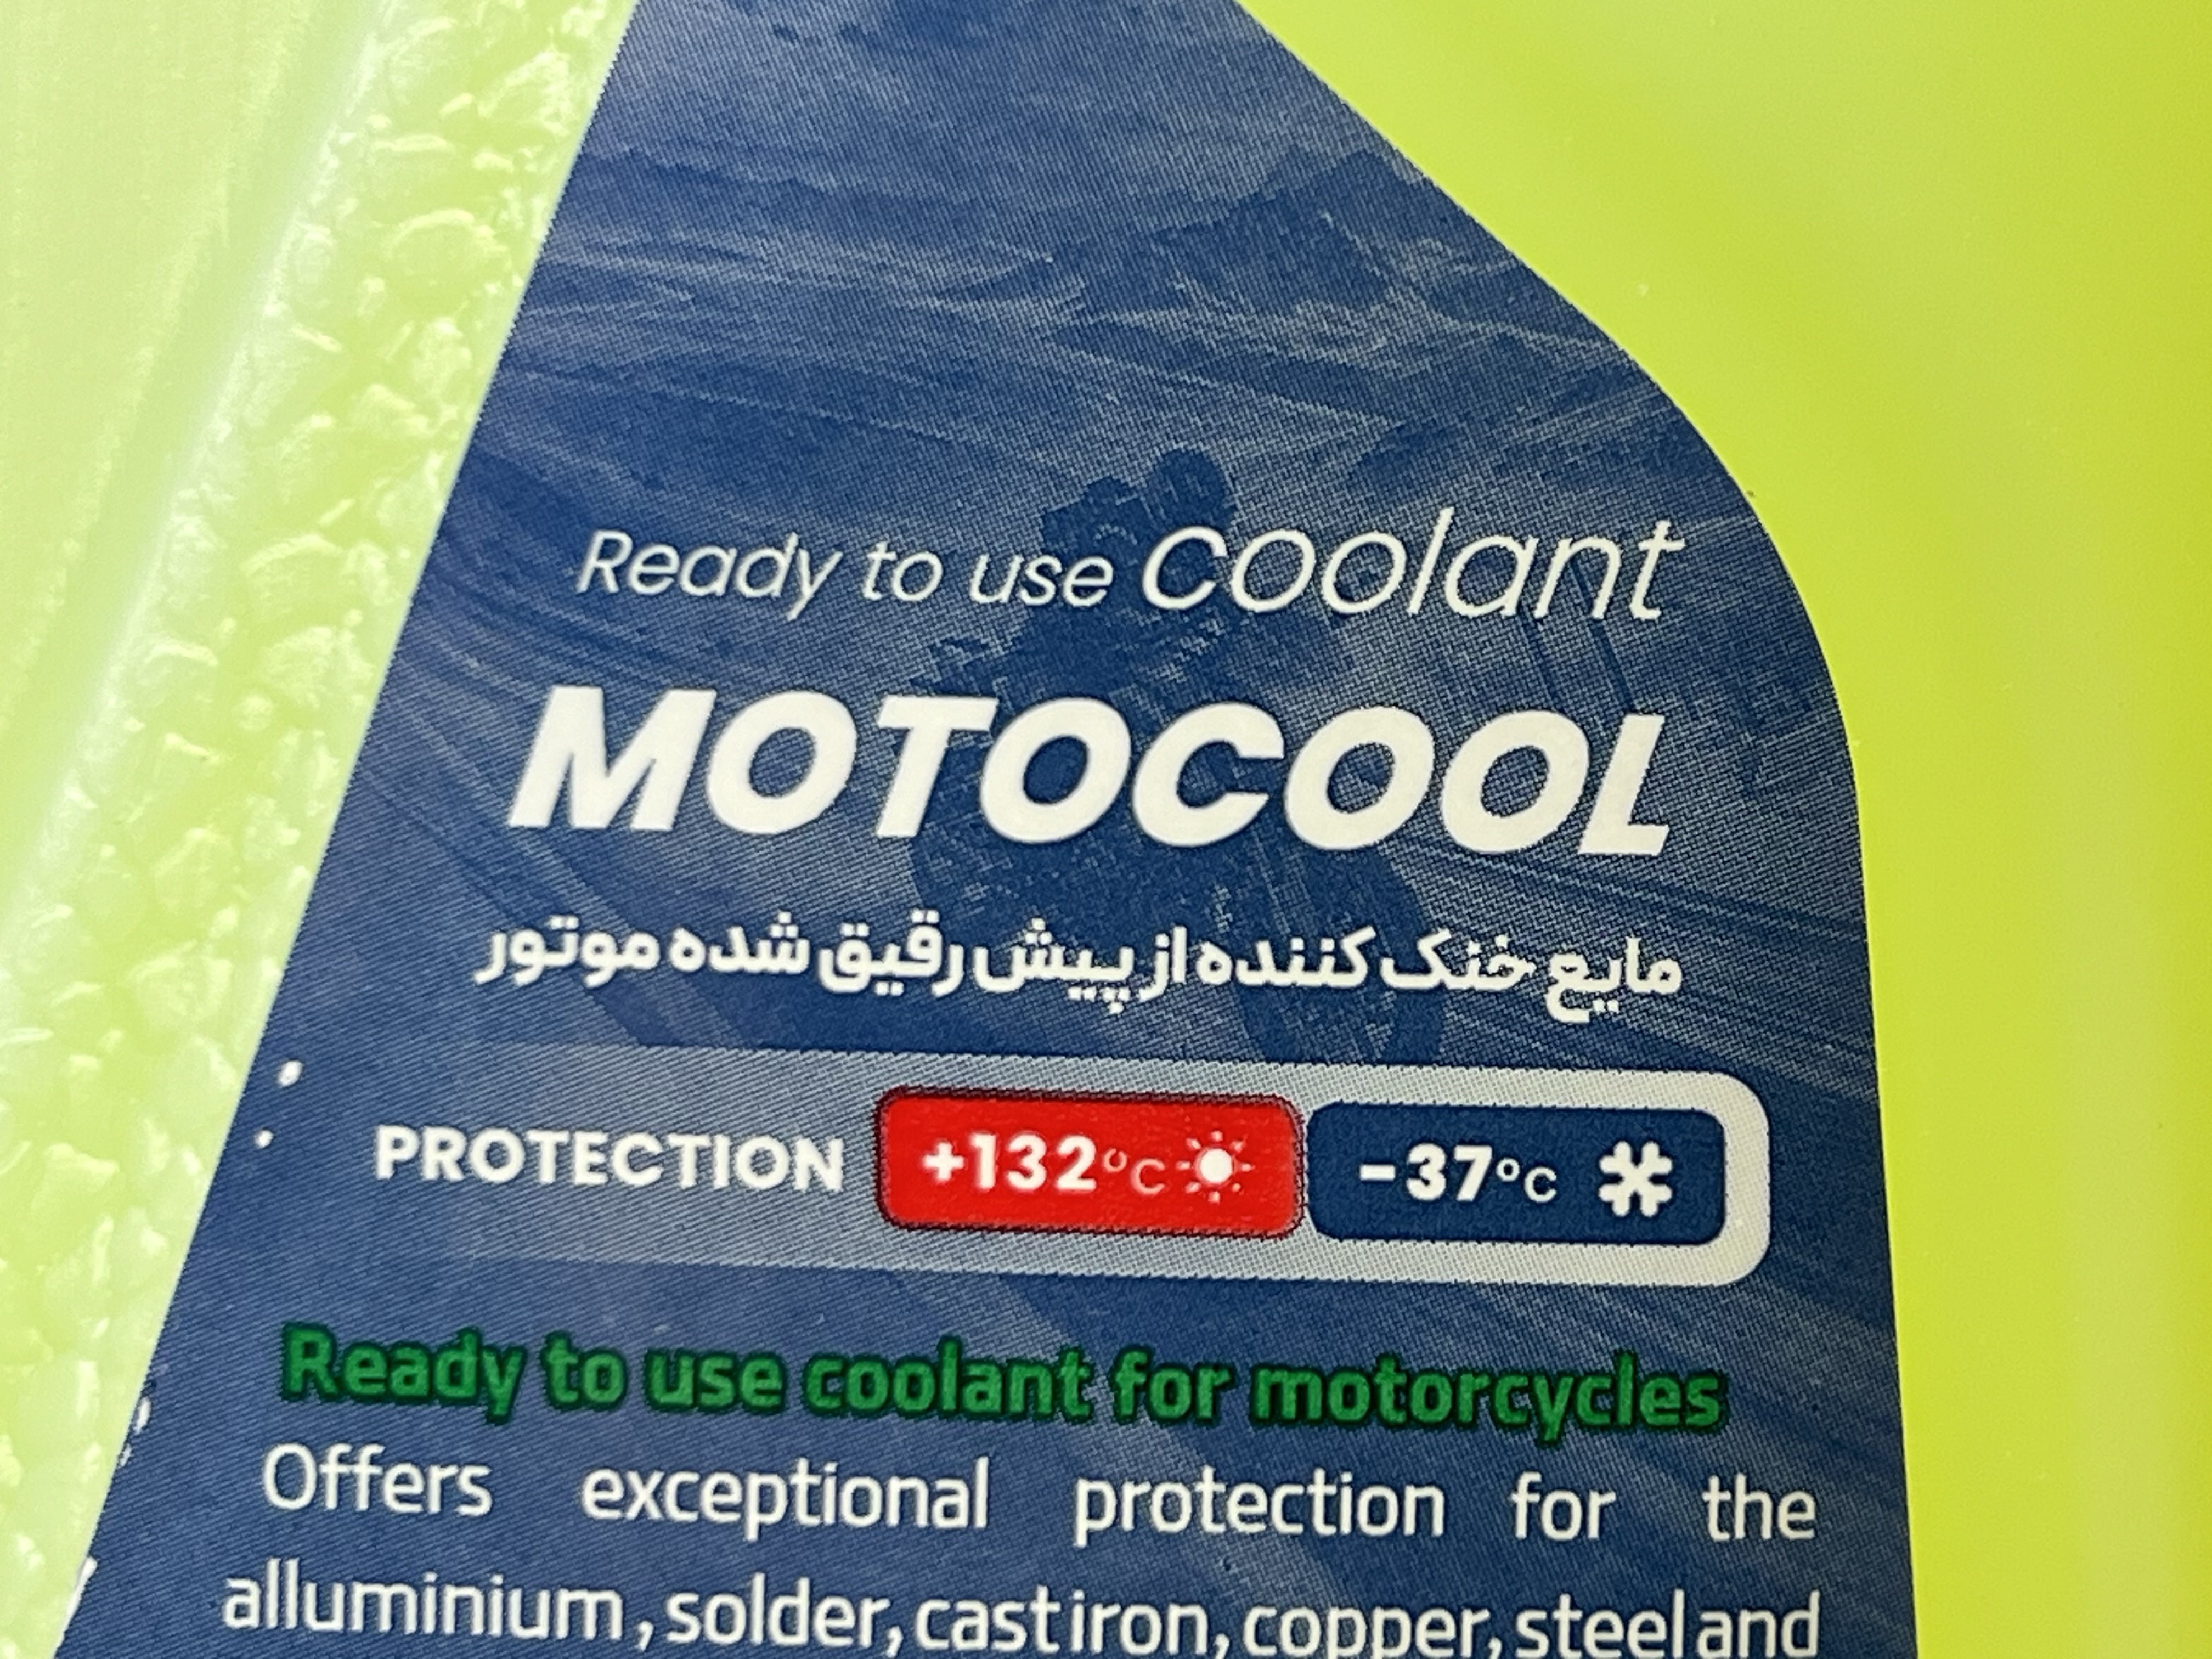 Ready to use Coolant
MOTOCOOL
مایع خنک کننده از پیش رقیق شده موتور
PROTECTION +132°C -37°C
Ready to use coolant for motorcycles
Offers exceptional protection for the
alluminium, solder, cast iron, copper, steel and